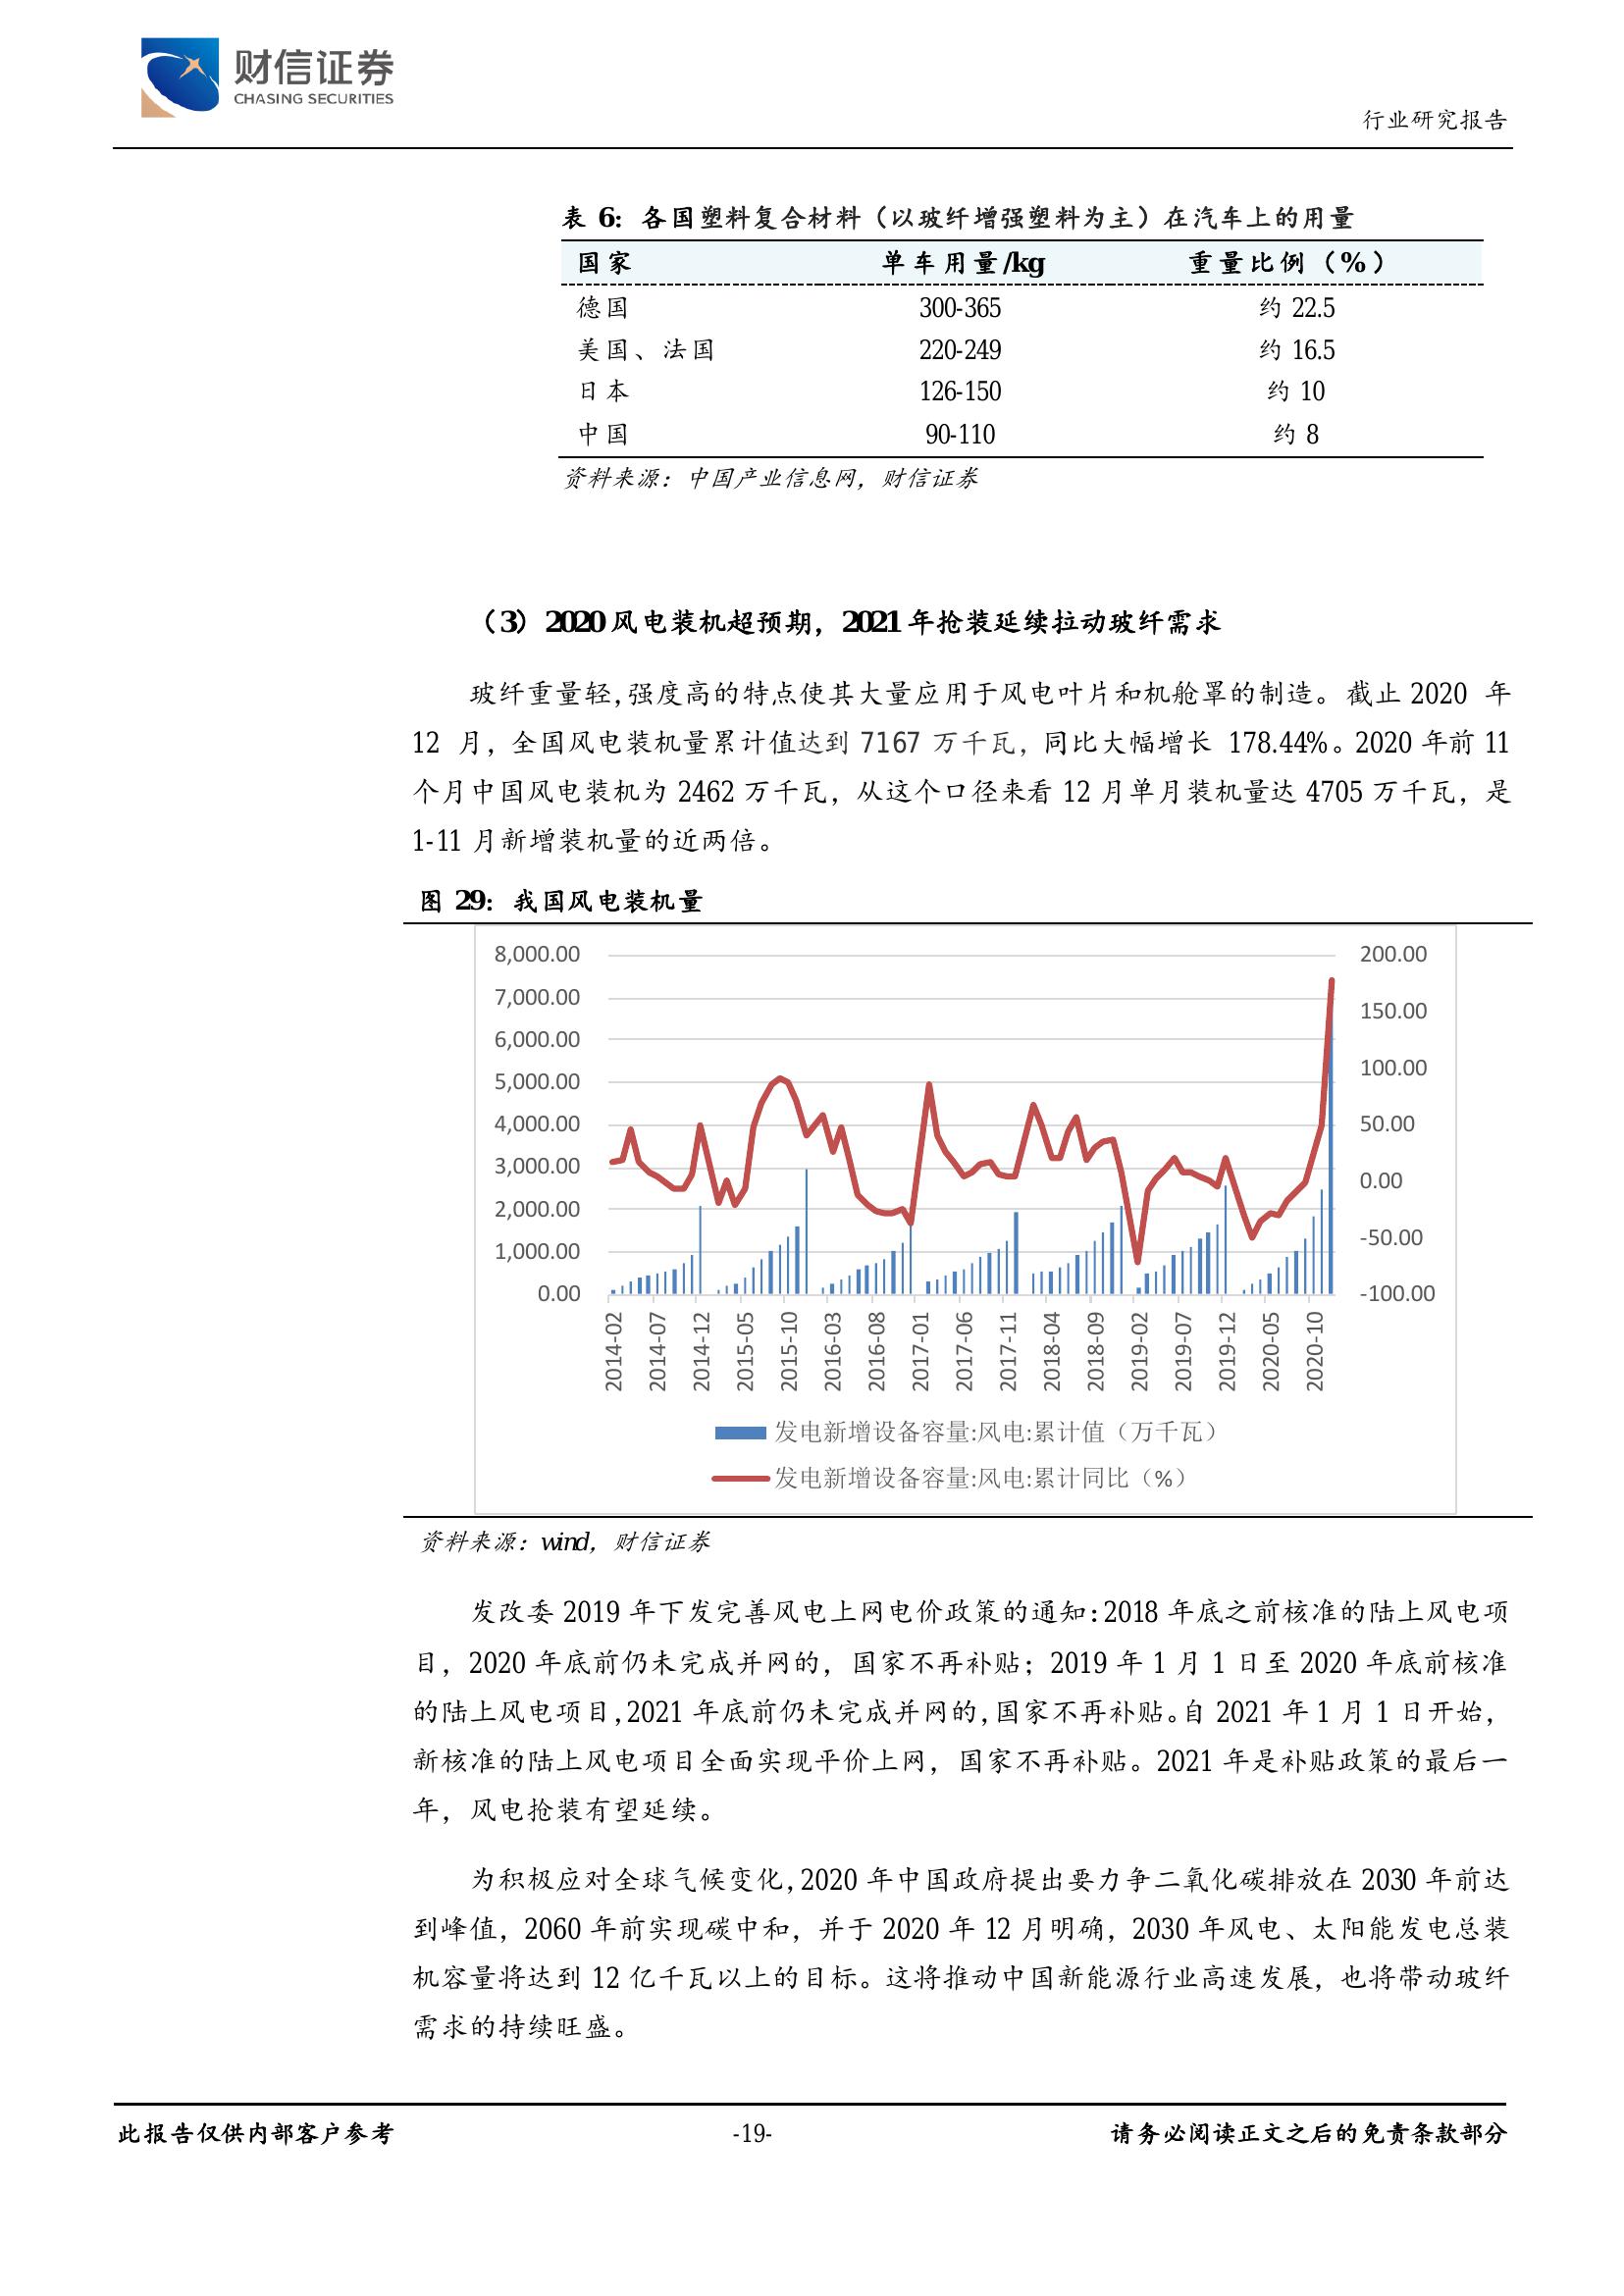 财信证券
CHASING SECURITIES
行业研究报告
表 6：各国塑料复合材料（以玻纤增强塑料为主）在汽车上的用量
国家 单车用量/kg 重量比例（%）
德国 300-365 约 22.5
美国、法国 220-249 约 16.5
日本 126-150 约 10
中国 90-110 约 8
资料来源：中国产业信息网，财信证券
（3）2020 风电装机超预期，2021 年抢装延续拉动玻纤需求
玻纤重量轻,强度高的特点使其大量应用于风电叶片和机舱罩的制造。截止 2020 年
12 月，全国风电装机量累计值达到 7167 万千瓦，同比大幅增长 178.44%。2020 年前 11
个月中国风电装机为 2462 万千瓦，从这个口径来看 12 月单月装机量达 4705 万千瓦，是
1-11 月新增装机量的近两倍。
图 29：我国风电装机量
8,000.00 200.00
7,000.00
150.00
6,000.00
5,000.00 100.00
4,000.00 50.00
3,000.00
0.00
2,000.00
-50.00
1,000.00
0.00 -100.00
2014-02 2014-07 2014-12 2015-05 2015-10 2016-03 2016-08 2017-01 2017-06 2017-11 2018-04 2018-09 2019-02 2019-07 2019-12 2020-05 2020-10
发电新增设备容量:风电:累计值（万千瓦）
发电新增设备容量:风电:累计同比（%）
资料来源：wind，财信证券
发改委 2019 年下发完善风电上网电价政策的通知:2018 年底之前核准的陆上风电项
目，2020 年底前仍未完成并网的，国家不再补贴；2019 年 1 月 1 日至 2020 年底前核准
的陆上风电项目,2021 年底前仍未完成并网的,国家不再补贴。自 2021 年 1 月 1 日开始，
新核准的陆上风电项目全面实现平价上网，国家不再补贴。2021 年是补贴政策的最后一
年，风电抢装有望延续。
为积极应对全球气候变化,2020 年中国政府提出要力争二氧化碳排放在 2030 年前达
到峰值，2060 年前实现碳中和，并于 2020 年 12 月明确，2030 年风电、太阳能发电总装
机容量将达到 12 亿千瓦以上的目标。这将推动中国新能源行业高速发展，也将带动玻纤
需求的持续旺盛。
此报告仅供内部客户参考 -19- 请务必阅读正文之后的免责条款部分